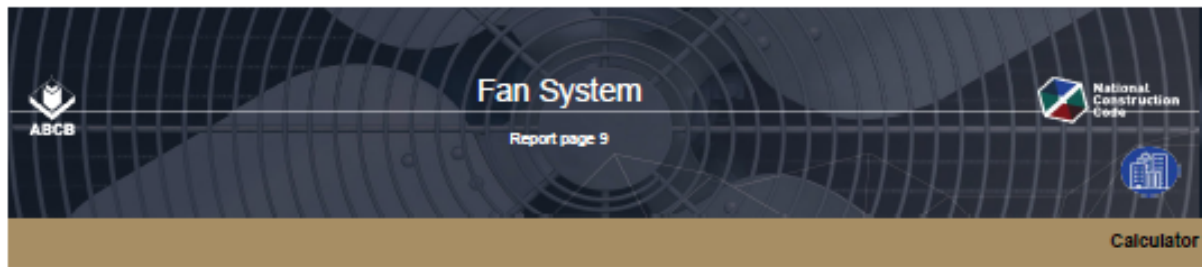 Fan System
Report page 9
ABCB
National
Construction
Code
Calculator